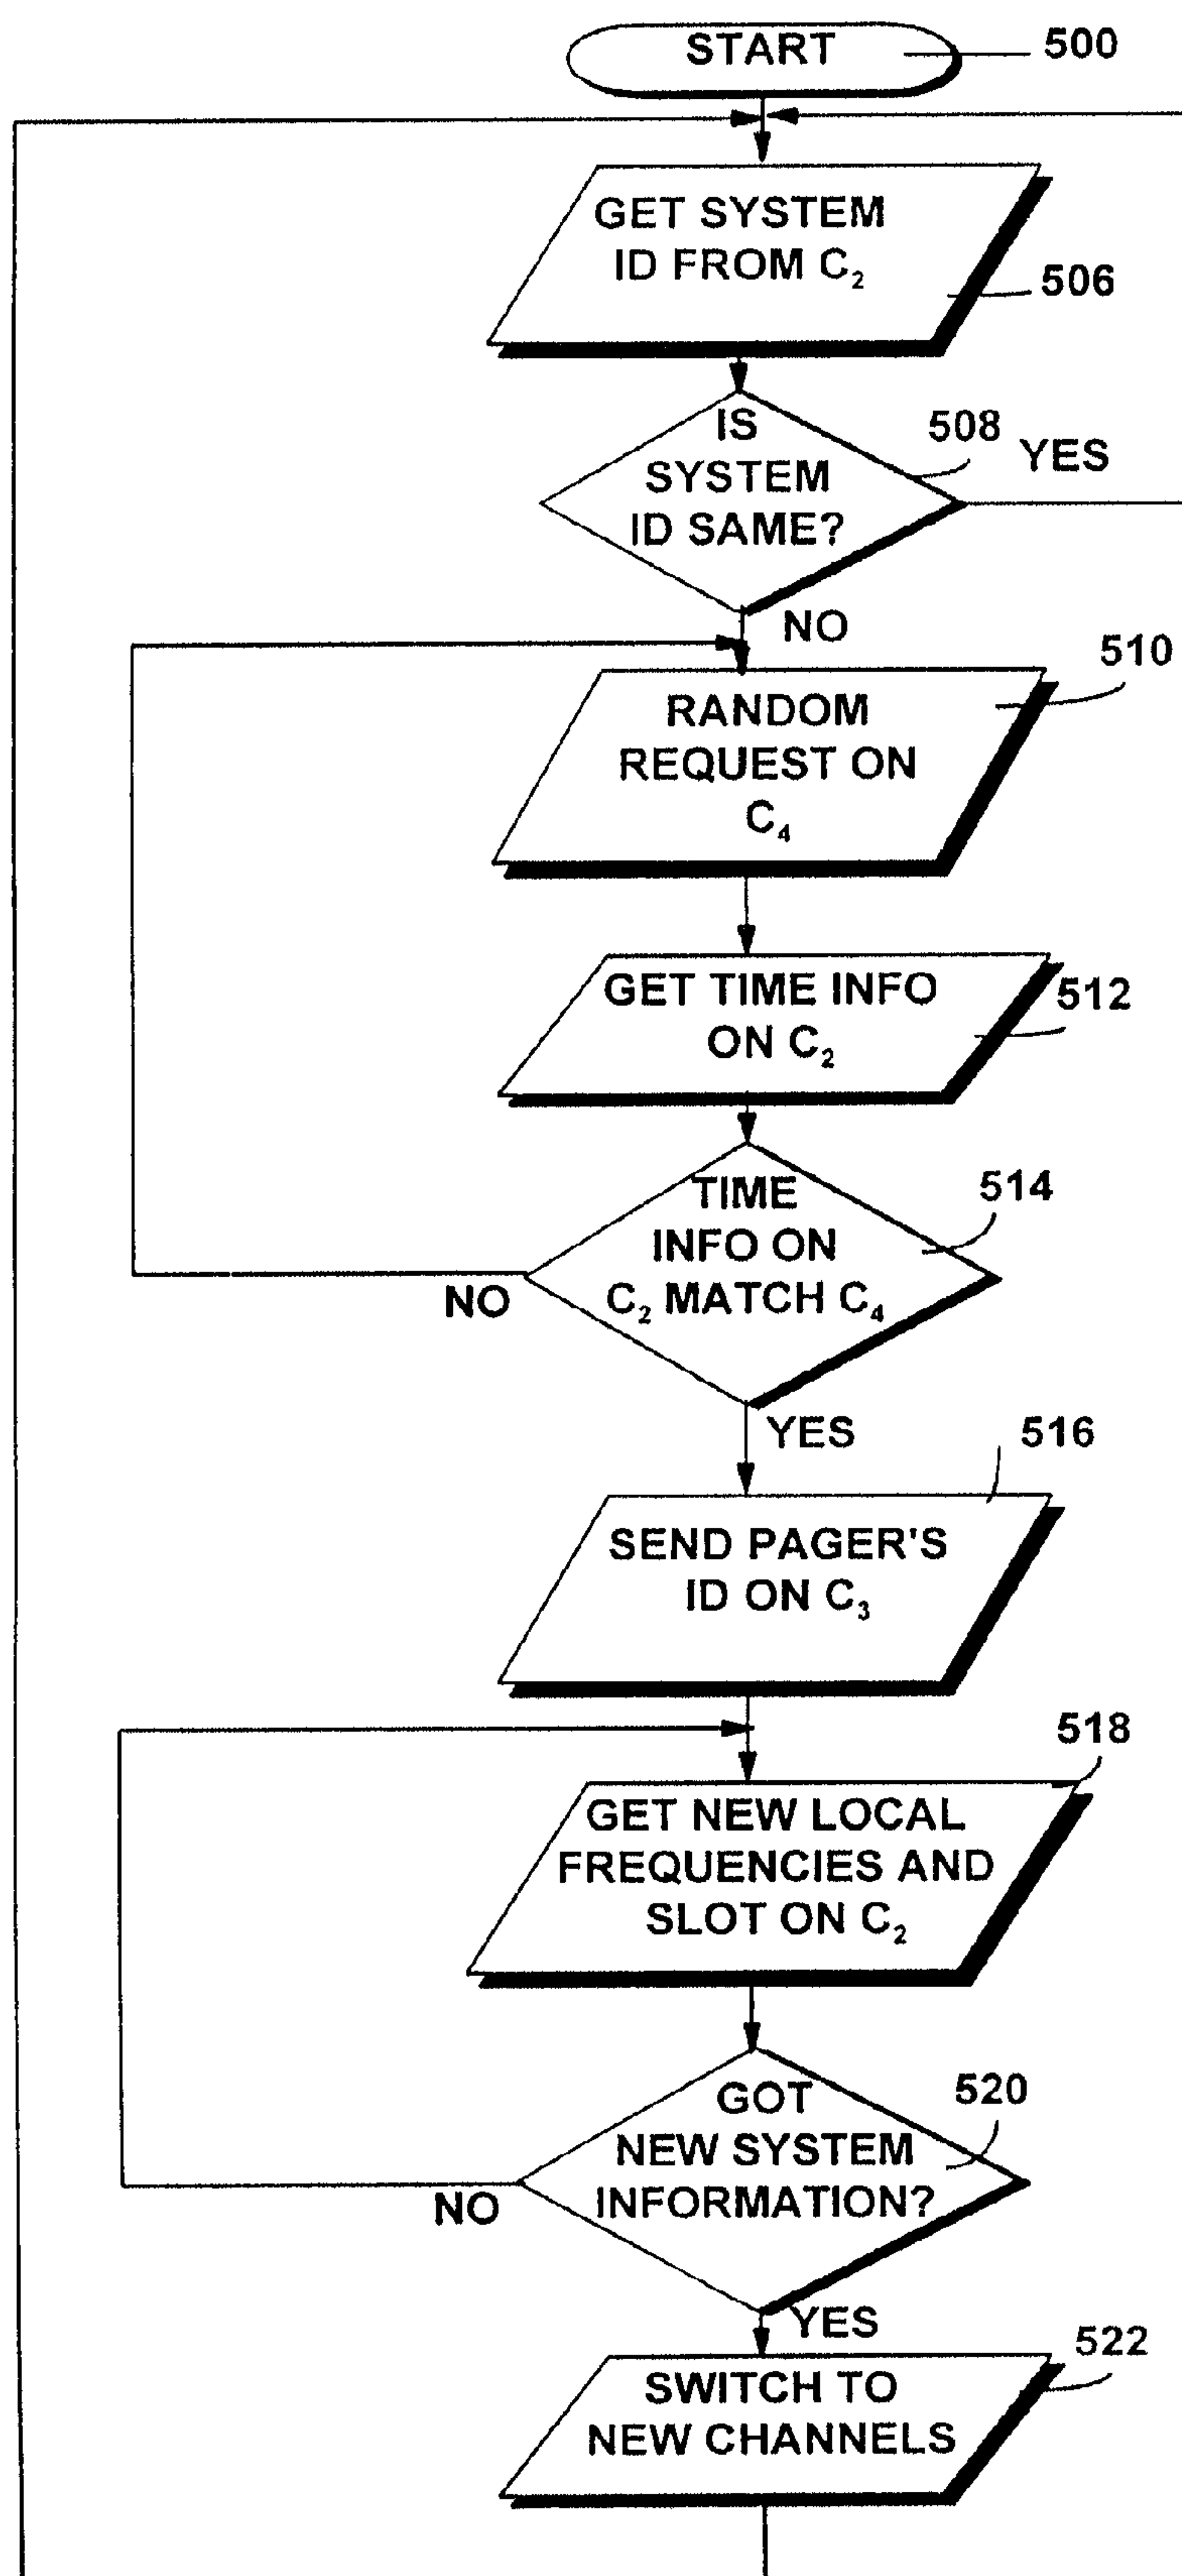 START
500
GET SYSTEM
ID FROM C₂
506
IS
SYSTEM
ID SAME?
508
YES
NO
510
RANDOM
REQUEST ON
C₄
GET TIME INFO
ON C₂
512
TIME
INFO ON
C₂ MATCH C₄
514
NO
YES
516
SEND PAGER'S
ID ON C₃
518
GET NEW LOCAL
FREQUENCIES AND
SLOT ON C₂
GOT
NEW SYSTEM
INFORMATION?
520
NO
YES
522
SWITCH TO
NEW CHANNELS